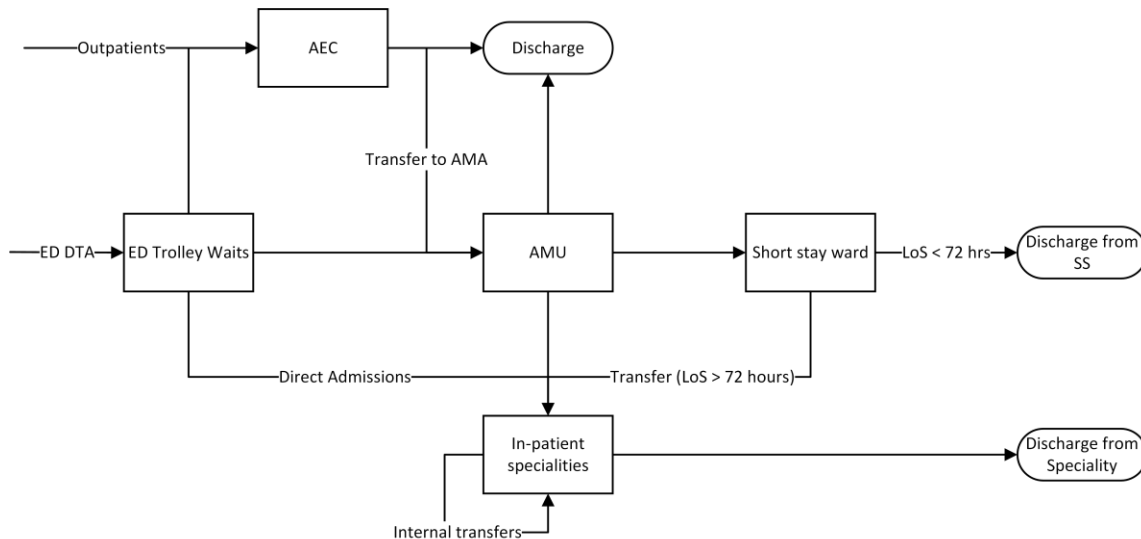 Outpatients
AEC
Discharge
Transfer to AMA
ED DTA
ED Trolley Waits
AMU
Short stay ward
LoS < 72 hrs
Discharge from
SS
Direct Admissions
Transfer (LoS > 72 hours)
In-patient
specialities
Discharge from
Speciality
Internal transfers